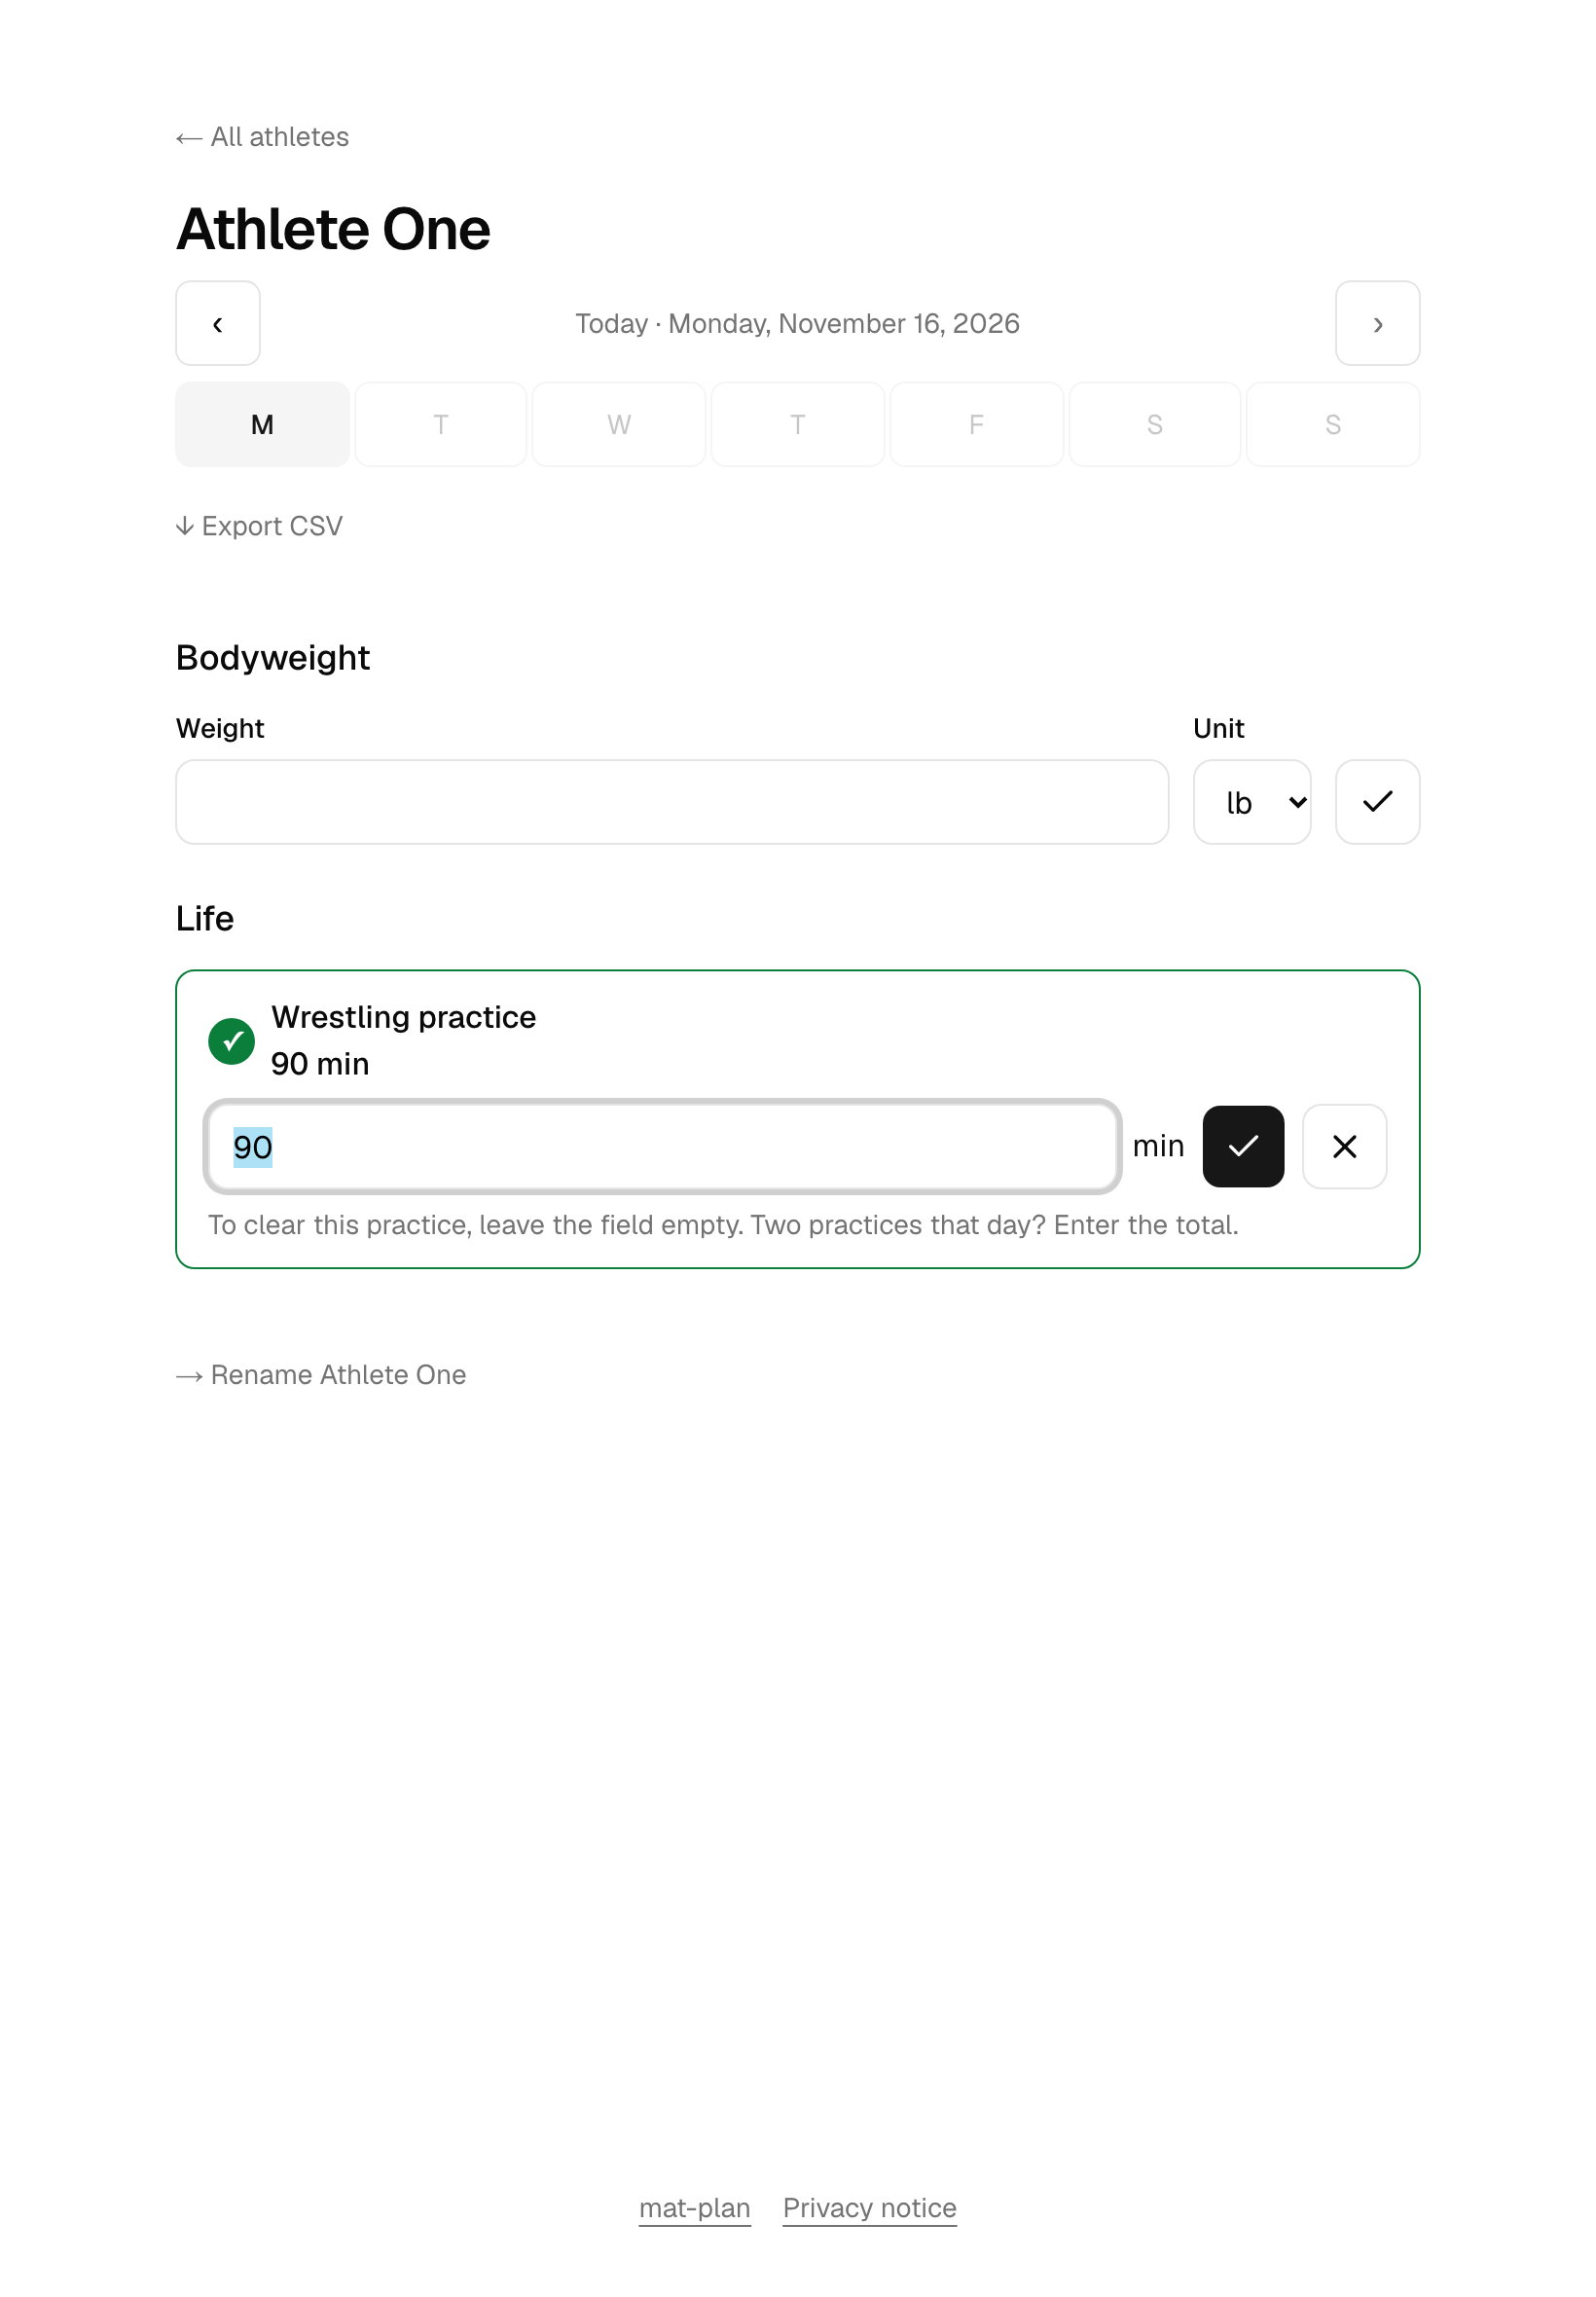 ← All athletes
Athlete One
‹ Today · Monday, November 16, 2026 ›
M T W T F S S
↓ Export CSV
Bodyweight
Weight Unit
lb
Life
Wrestling practice
90 min
90 min
To clear this practice, leave the field empty. Two practices that day? Enter the total.
→ Rename Athlete One
mat-plan Privacy notice